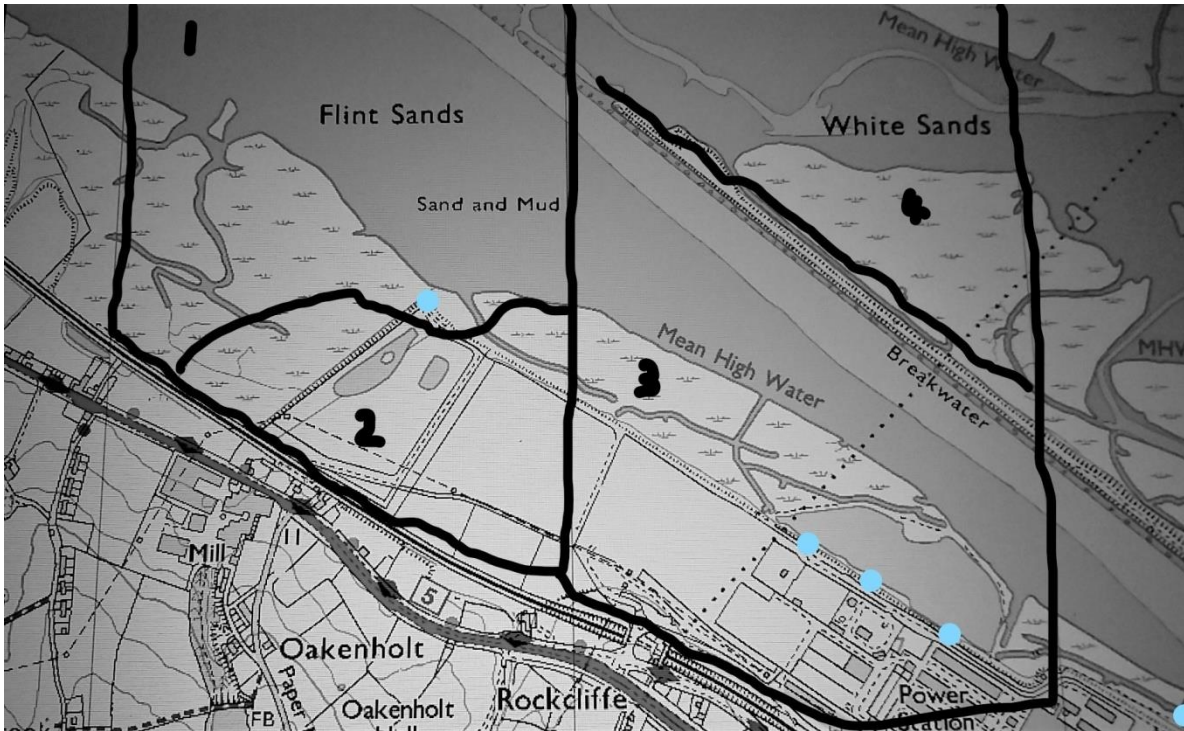 1
Mean High Water
Flint Sands
White Sands
Sand and Mud
4
Mean High Water
3
MHW
Breakwater
2
Mill
11
5
Oakenholt
Paper
Rockcliffe
Power
Station
FB
Oakenholt